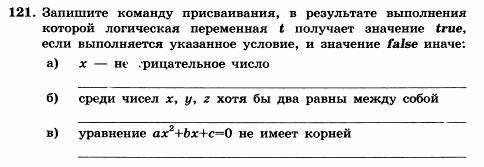 121. Запишите команду присваивания, в результате выполнения
которой логическая переменная t получает значение true,
если выполняется указанное условие, и значение false иначе:
а) x — не рицательное число
б) среди чисел x, y, z хотя бы два равны между собой
в) уравнение ax²+bx+c=0 не имеет корней